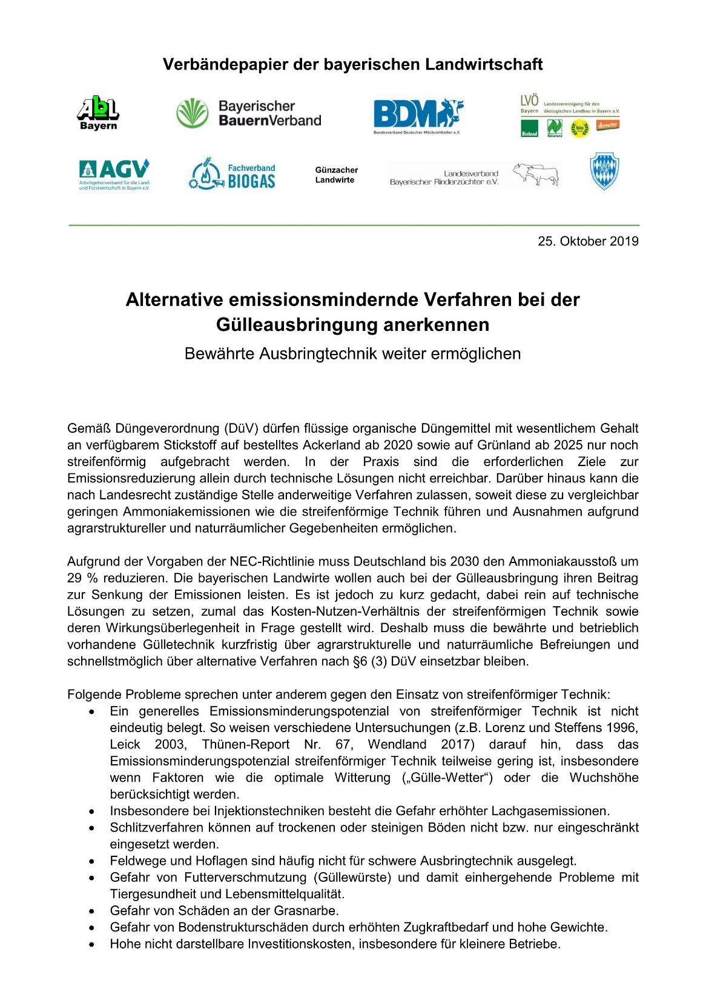 Verbändepapier der bayerischen Landwirtschaft
AbL
Bayern
Bayerischer
BauernVerband
BDM
Bundesverband Deutscher Milchviehhalter e.V.
LVÖ
Bayern
Landesvereinigung für den
ökologischen Landbau in Bayern e.V.
Bioland
Naturland
bio
demeter
AGV
Arbeitgeberverband für die Land-
und Forstwirtschaft in Bayern e.V.
Fachverband
BIOGAS
Günzacher
Landwirte
Landesverband
Bayerischer Rinderzüchter e.V.
25. Oktober 2019
Alternative emissionsmindernde Verfahren bei der
Gülleausbringung anerkennen
Bewährte Ausbringtechnik weiter ermöglichen
Gemäß Düngeverordnung (DüV) dürfen flüssige organische Düngemittel mit wesentlichem Gehalt
an verfügbarem Stickstoff auf bestelltes Ackerland ab 2020 sowie auf Grünland ab 2025 nur noch
streifenförmig aufgebracht werden. In der Praxis sind die erforderlichen Ziele zur
Emissionsreduzierung allein durch technische Lösungen nicht erreichbar. Darüber hinaus kann die
nach Landesrecht zuständige Stelle anderweitige Verfahren zulassen, soweit diese zu vergleichbar
geringen Ammoniakemissionen wie die streifenförmige Technik führen und Ausnahmen aufgrund
agrarstruktureller und naturräumlicher Gegebenheiten ermöglichen.
Aufgrund der Vorgaben der NEC-Richtlinie muss Deutschland bis 2030 den Ammoniakausstoß um
29 % reduzieren. Die bayerischen Landwirte wollen auch bei der Gülleausbringung ihren Beitrag
zur Senkung der Emissionen leisten. Es ist jedoch zu kurz gedacht, dabei rein auf technische
Lösungen zu setzen, zumal das Kosten-Nutzen-Verhältnis der streifenförmigen Technik sowie
deren Wirkungsüberlegenheit in Frage gestellt wird. Deshalb muss die bewährte und betrieblich
vorhandene Gülletechnik kurzfristig über agrarstrukturelle und naturräumliche Befreiungen und
schnellstmöglich über alternative Verfahren nach §6 (3) DüV einsetzbar bleiben.
Folgende Probleme sprechen unter anderem gegen den Einsatz von streifenförmiger Technik:
• Ein generelles Emissionsminderungspotenzial von streifenförmiger Technik ist nicht
eindeutig belegt. So weisen verschiedene Untersuchungen (z.B. Lorenz und Steffens 1996,
Leick 2003, Thünen-Report Nr. 67, Wendland 2017) darauf hin, dass das
Emissionsminderungspotenzial streifenförmiger Technik teilweise gering ist, insbesondere
wenn Faktoren wie die optimale Witterung („Gülle-Wetter“) oder die Wuchshöhe
berücksichtigt werden.
• Insbesondere bei Injektionstechniken besteht die Gefahr erhöhter Lachgasemissionen.
• Schlitzverfahren können auf trockenen oder steinigen Böden nicht bzw. nur eingeschränkt
eingesetzt werden.
• Feldwege und Hoflagen sind häufig nicht für schwere Ausbringtechnik ausgelegt.
• Gefahr von Futterverschmutzung (Güllewürste) und damit einhergehende Probleme mit
Tiergesundheit und Lebensmittelqualität.
• Gefahr von Schäden an der Grasnarbe.
• Gefahr von Bodenstrukturschäden durch erhöhten Zugkraftbedarf und hohe Gewichte.
• Hohe nicht darstellbare Investitionskosten, insbesondere für kleinere Betriebe.